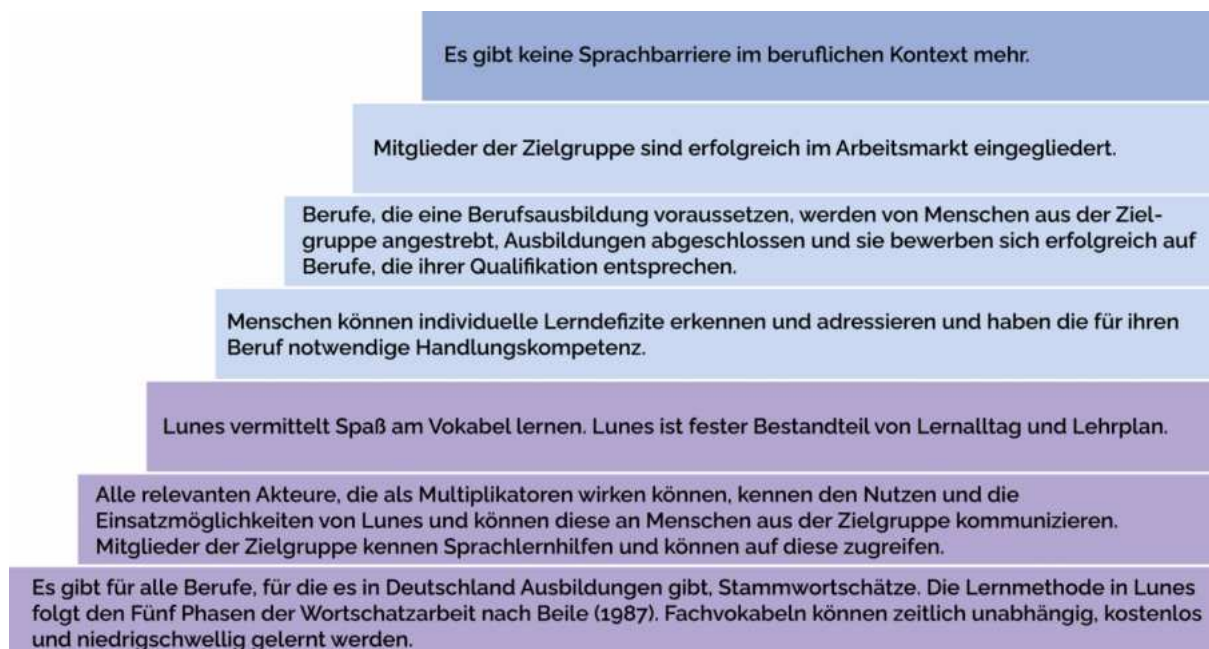 Es gibt keine Sprachbarriere im beruflichen Kontext mehr.
Mitglieder der Zielgruppe sind erfolgreich im Arbeitsmarkt eingegliedert.
Berufe, die eine Berufsausbildung voraussetzen, werden von Menschen aus der Ziel-
gruppe angestrebt, Ausbildungen abgeschlossen und sie bewerben sich erfolgreich auf
Berufe, die ihrer Qualifikation entsprechen.
Menschen können individuelle Lerndefizite erkennen und adressieren und haben die für ihren
Beruf notwendige Handlungskompetenz.
Lunes vermittelt Spaß am Vokabel lernen. Lunes ist fester Bestandteil von Lernalltag und Lehrplan.
Alle relevanten Akteure, die als Multiplikatoren wirken können, kennen den Nutzen und die
Einsatzmöglichkeiten von Lunes und können diese an Menschen aus der Zielgruppe kommunizieren.
Mitglieder der Zielgruppe kennen Sprachlernhilfen und können auf diese zugreifen.
Es gibt für alle Berufe, für die es in Deutschland Ausbildungen gibt, Stammwortschätze. Die Lernmethode in Lunes
folgt den Fünf Phasen der Wortschatzarbeit nach Beile (1987). Fachvokabeln können zeitlich unabhängig, kostenlos
und niedrigschwellig gelernt werden.